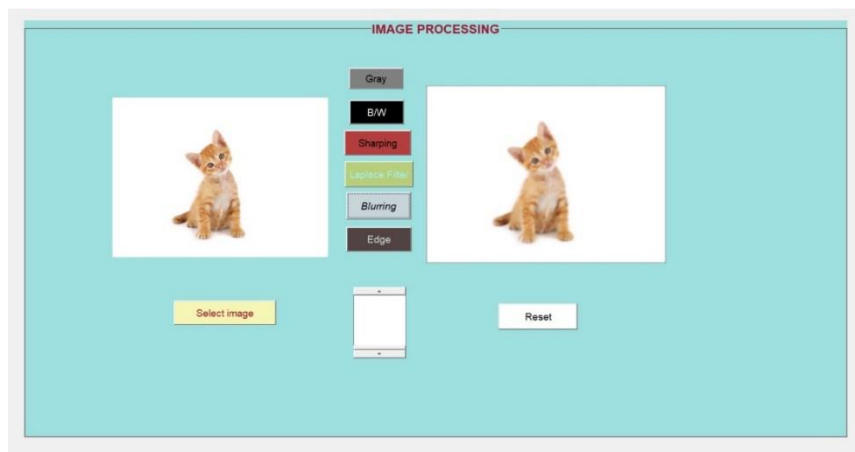 IMAGE PROCESSING
Gray
B/W
Sharping
Laplace Filter
Blurring
Edge
Select image
Reset